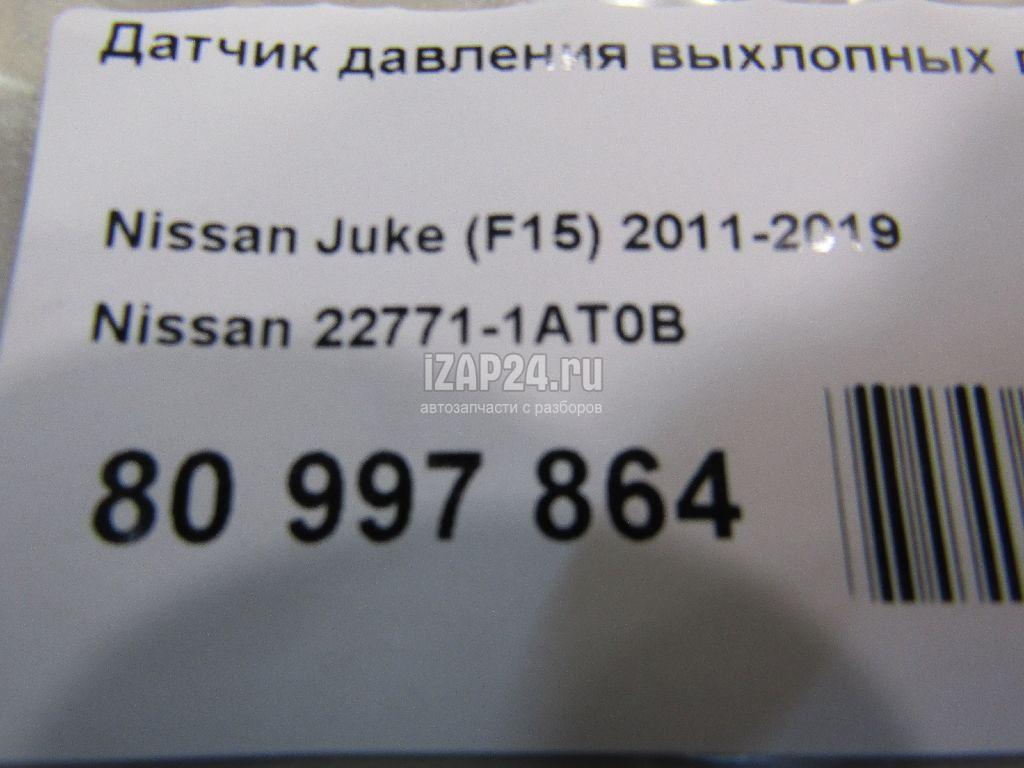 Датчик давления выхлопных
Nissan Juke (F15) 2011-2019
Nissan 22771-1AT0B
iZAP24.ru
автозапчасти с разборов
80 997 864